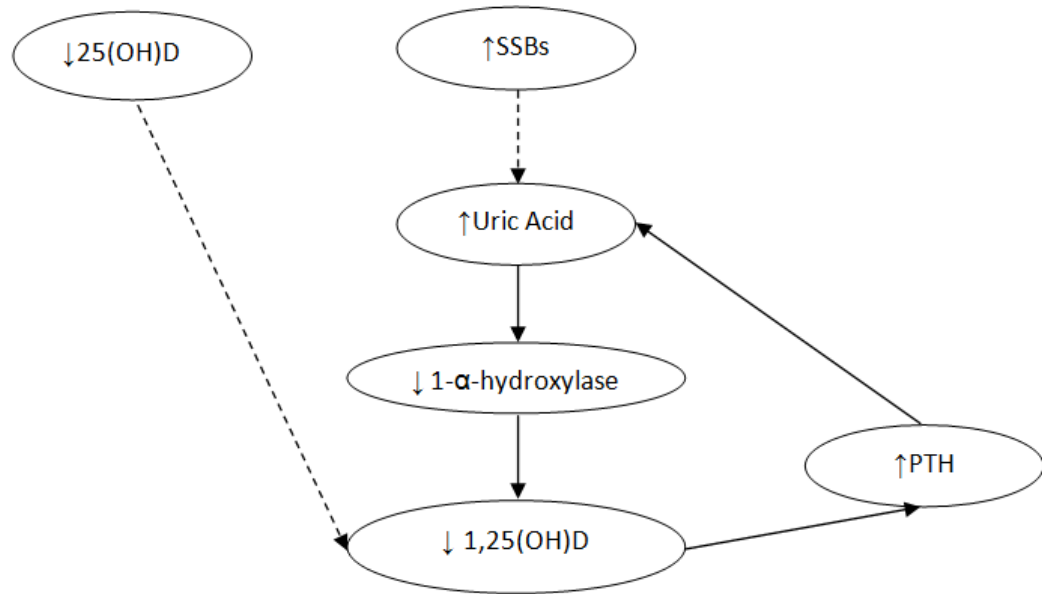 ↓25(OH)D
↑SSBs
↑Uric Acid
↓ 1-α-hydroxylase
↑PTH
↓ 1,25(OH)D